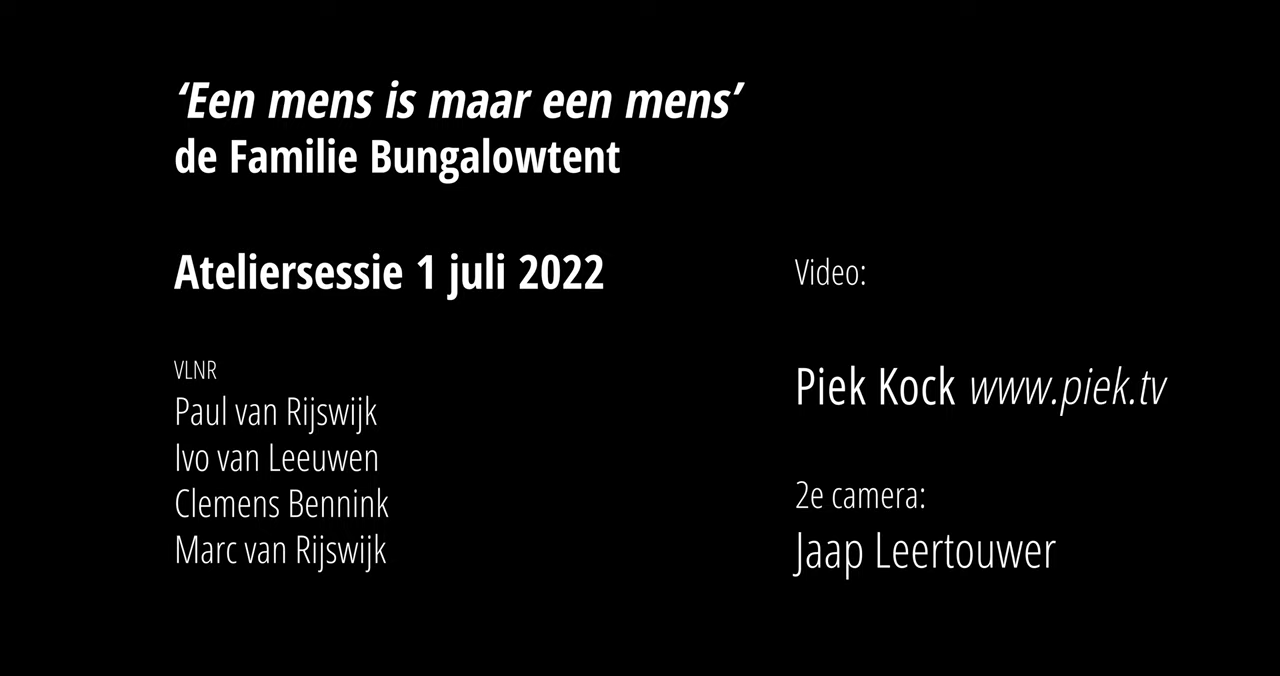 ‘Een mens is maar een mens’
de Familie Bungalowtent
Ateliersessie 1 juli 2022
VLNR
Paul van Rijswijk
Ivo van Leeuwen
Clemens Bennink
Marc van Rijswijk
Video:
Piek Kock www.piek.tv
2e camera:
Jaap Leertouwer